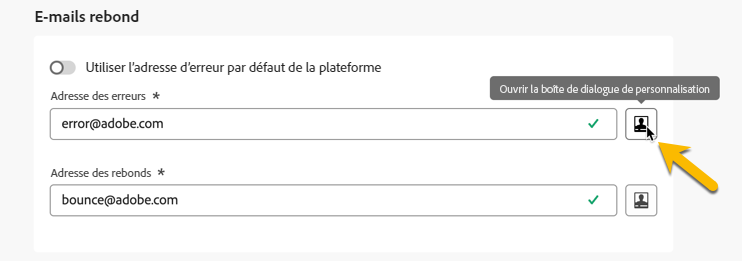 E-mails rebond
Utiliser l’adresse d’erreur par défaut de la plateforme
Ouvrir la boîte de dialogue de personnalisation
Adresse des erreurs *
error@adobe.com
Adresse des rebonds *
bounce@adobe.com